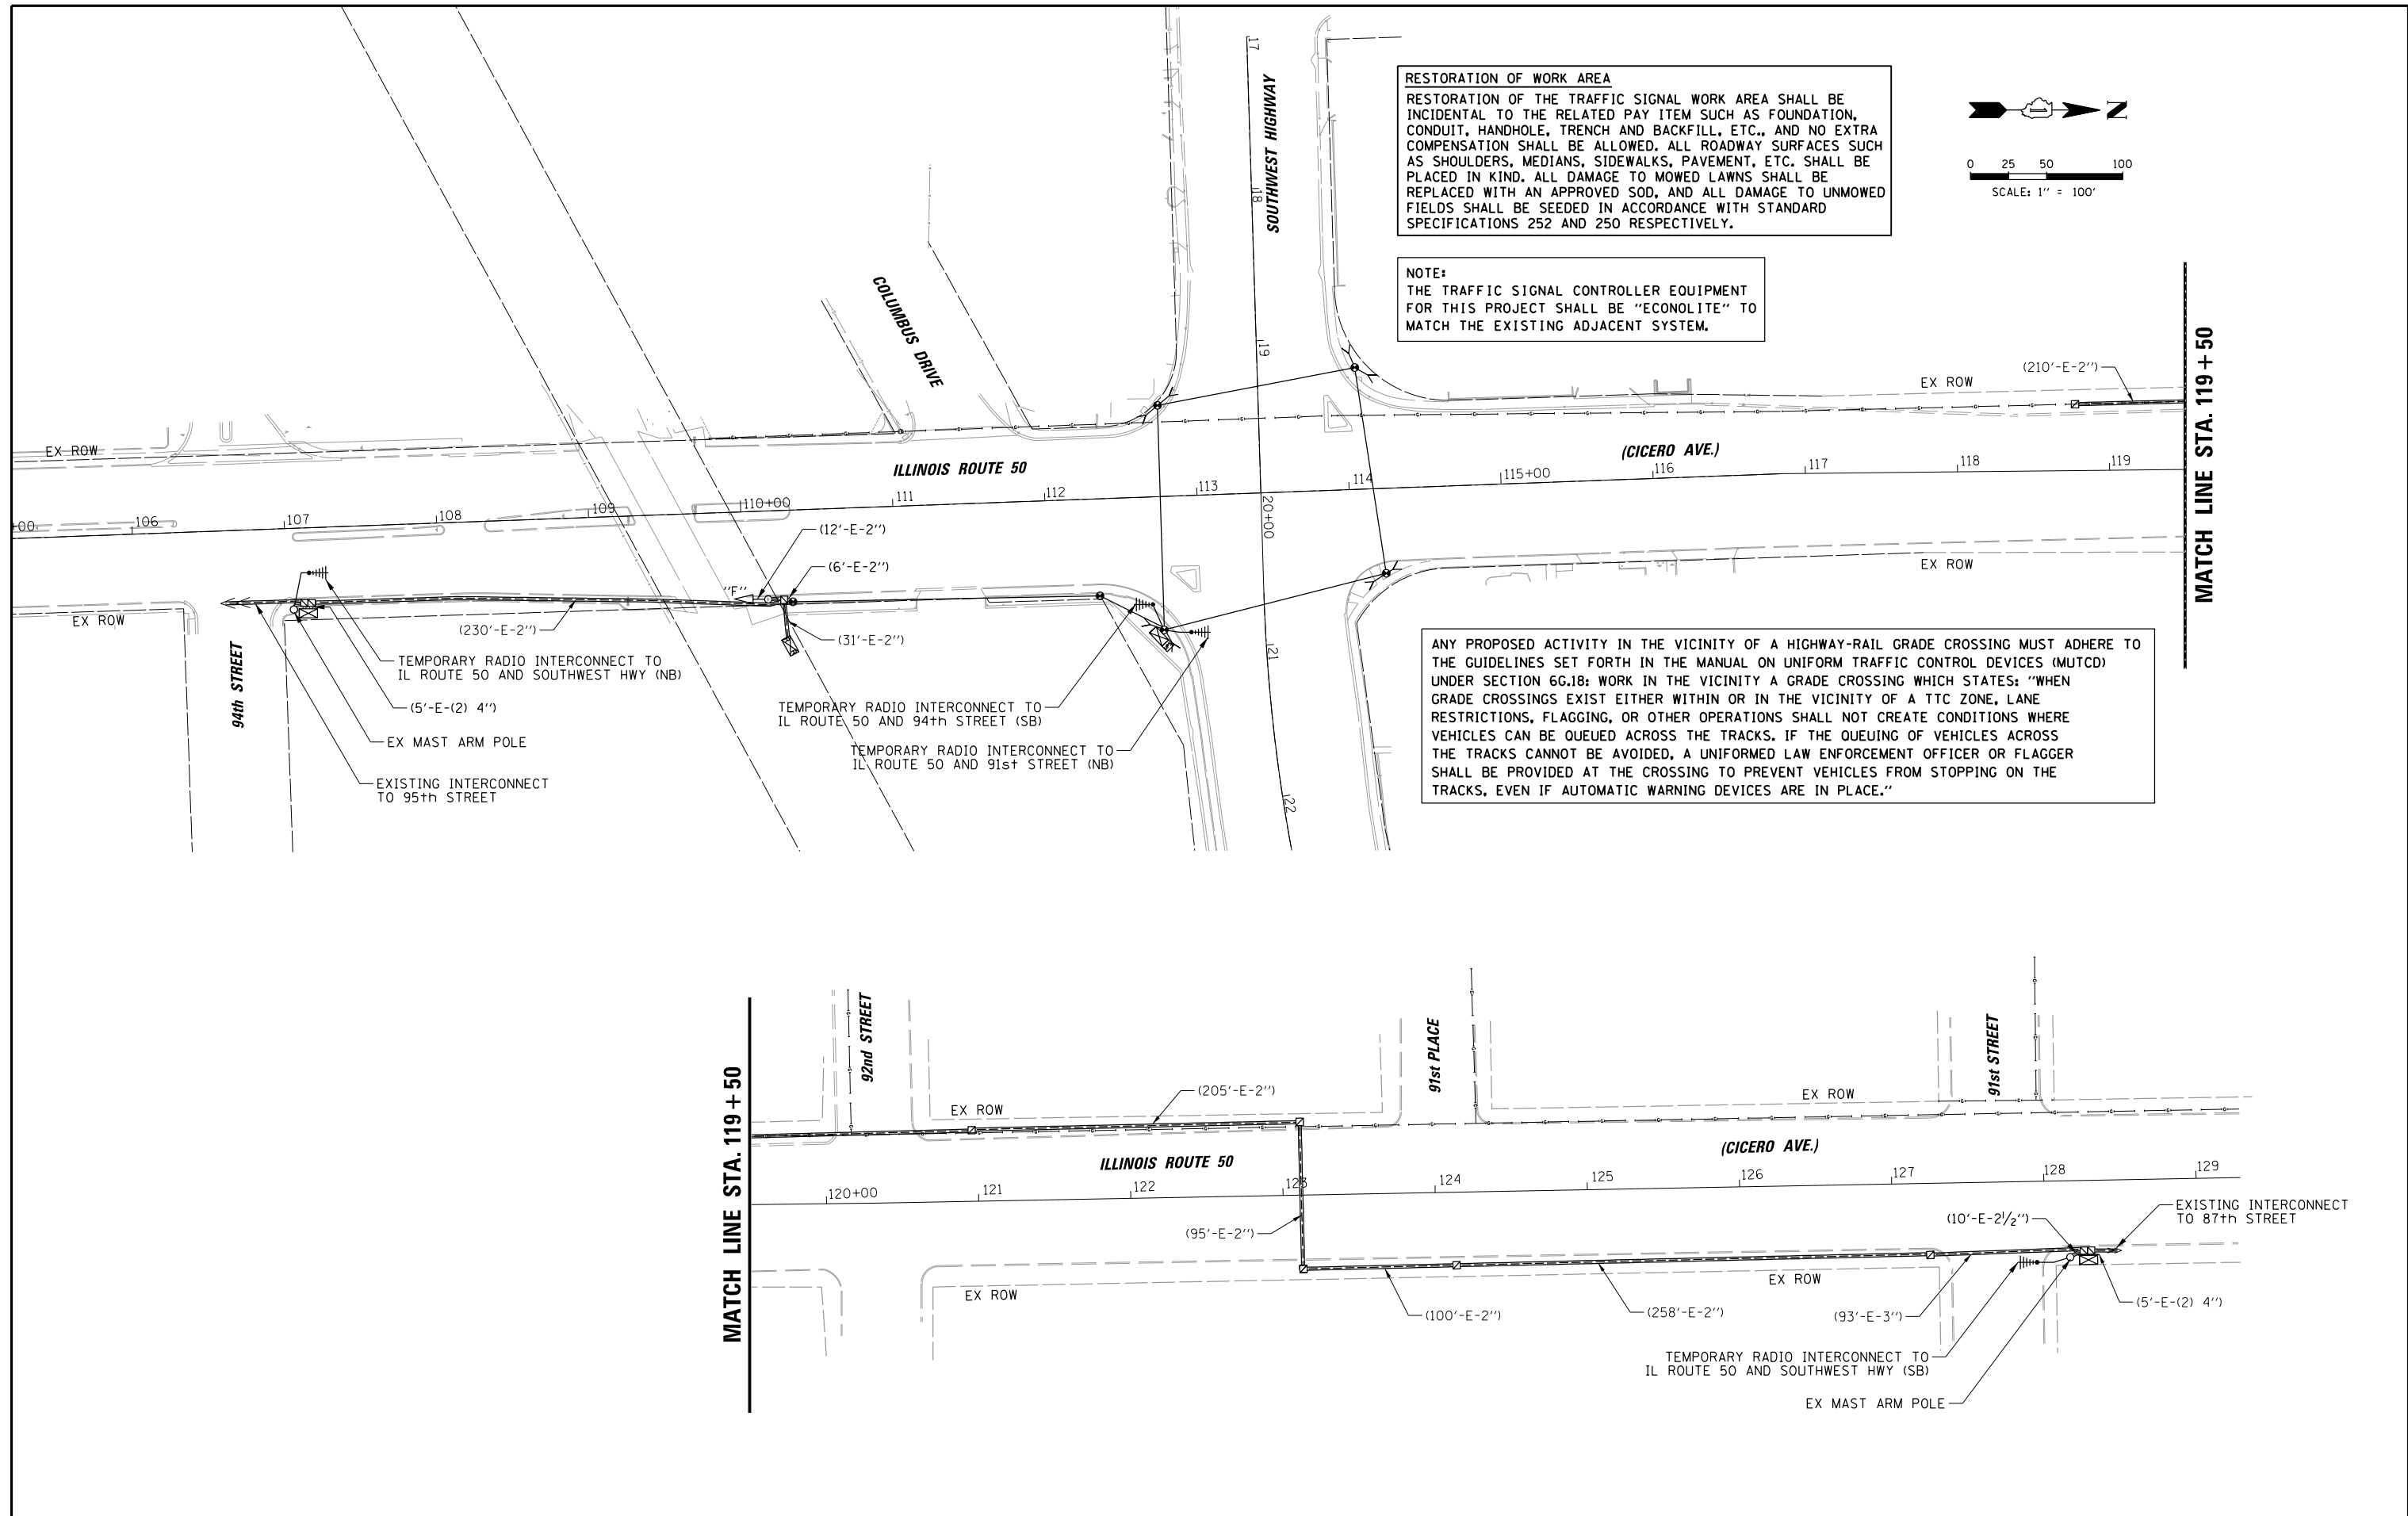 RESTORATION OF WORK AREA
RESTORATION OF THE TRAFFIC SIGNAL WORK AREA SHALL BE
INCIDENTAL TO THE RELATED PAY ITEM SUCH AS FOUNDATION,
CONDUIT, HANDHOLE, TRENCH AND BACKFILL, ETC., AND NO EXTRA
COMPENSATION SHALL BE ALLOWED. ALL ROADWAY SURFACES SUCH
AS SHOULDERS, MEDIANS, SIDEWALKS, PAVEMENT, ETC. SHALL BE
PLACED IN KIND. ALL DAMAGE TO MOWED LAWNS SHALL BE
REPLACED WITH AN APPROVED SOD, AND ALL DAMAGE TO UNMOWED
FIELDS SHALL BE SEEDED IN ACCORDANCE WITH STANDARD
SPECIFICATIONS 252 AND 250 RESPECTIVELY.
Z
0 25 50 100
SCALE: 1" = 100'
NOTE:
THE TRAFFIC SIGNAL CONTROLLER EQUIPMENT
FOR THIS PROJECT SHALL BE "ECONOLITE" TO
MATCH THE EXISTING ADJACENT SYSTEM.
17
18
19
20+00
21
22
SOUTHWEST HIGHWAY
COLUMBUS DRIVE
(210'-E-2")
EX ROW
EX ROW
ILLINOIS ROUTE 50
(CICERO AVE.)
+00
106
107
108
109
110+00
111
112
113
114
115+00
116
117
118
119
MATCH LINE STA. 119+50
(12'-E-2")
(6'-E-2")
"F"
EX ROW
EX ROW
(230'-E-2")
(31'-E-2")
94th STREET
TEMPORARY RADIO INTERCONNECT TO
IL ROUTE 50 AND SOUTHWEST HWY (NB)
(5'-E-(2) 4")
EX MAST ARM POLE
EXISTING INTERCONNECT
TO 95th STREET
TEMPORARY RADIO INTERCONNECT TO
IL ROUTE 50 AND 94th STREET (SB)
TEMPORARY RADIO INTERCONNECT TO
IL ROUTE 50 AND 91st STREET (NB)
ANY PROPOSED ACTIVITY IN THE VICINITY OF A HIGHWAY-RAIL GRADE CROSSING MUST ADHERE TO
THE GUIDELINES SET FORTH IN THE MANUAL ON UNIFORM TRAFFIC CONTROL DEVICES (MUTCD)
UNDER SECTION 6G.18: WORK IN THE VICINITY A GRADE CROSSING WHICH STATES: "WHEN
GRADE CROSSINGS EXIST EITHER WITHIN OR IN THE VICINITY OF A TTC ZONE, LANE
RESTRICTIONS, FLAGGING, OR OTHER OPERATIONS SHALL NOT CREATE CONDITIONS WHERE
VEHICLES CAN BE QUEUED ACROSS THE TRACKS. IF THE QUEUING OF VEHICLES ACROSS
THE TRACKS CANNOT BE AVOIDED, A UNIFORMED LAW ENFORCEMENT OFFICER OR FLAGGER
SHALL BE PROVIDED AT THE CROSSING TO PREVENT VEHICLES FROM STOPPING ON THE
TRACKS, EVEN IF AUTOMATIC WARNING DEVICES ARE IN PLACE."
MATCH LINE STA. 119+50
92nd STREET
91st PLACE
91st STREET
(205'-E-2")
EX ROW
EX ROW
ILLINOIS ROUTE 50
(CICERO AVE.)
120+00
121
122
123
124
125
126
127
128
129
(95'-E-2")
(10'-E-2½")
EXISTING INTERCONNECT
TO 87th STREET
EX ROW
EX ROW
(100'-E-2")
(258'-E-2")
(93'-E-3")
(5'-E-(2) 4")
TEMPORARY RADIO INTERCONNECT TO
IL ROUTE 50 AND SOUTHWEST HWY (SB)
EX MAST ARM POLE